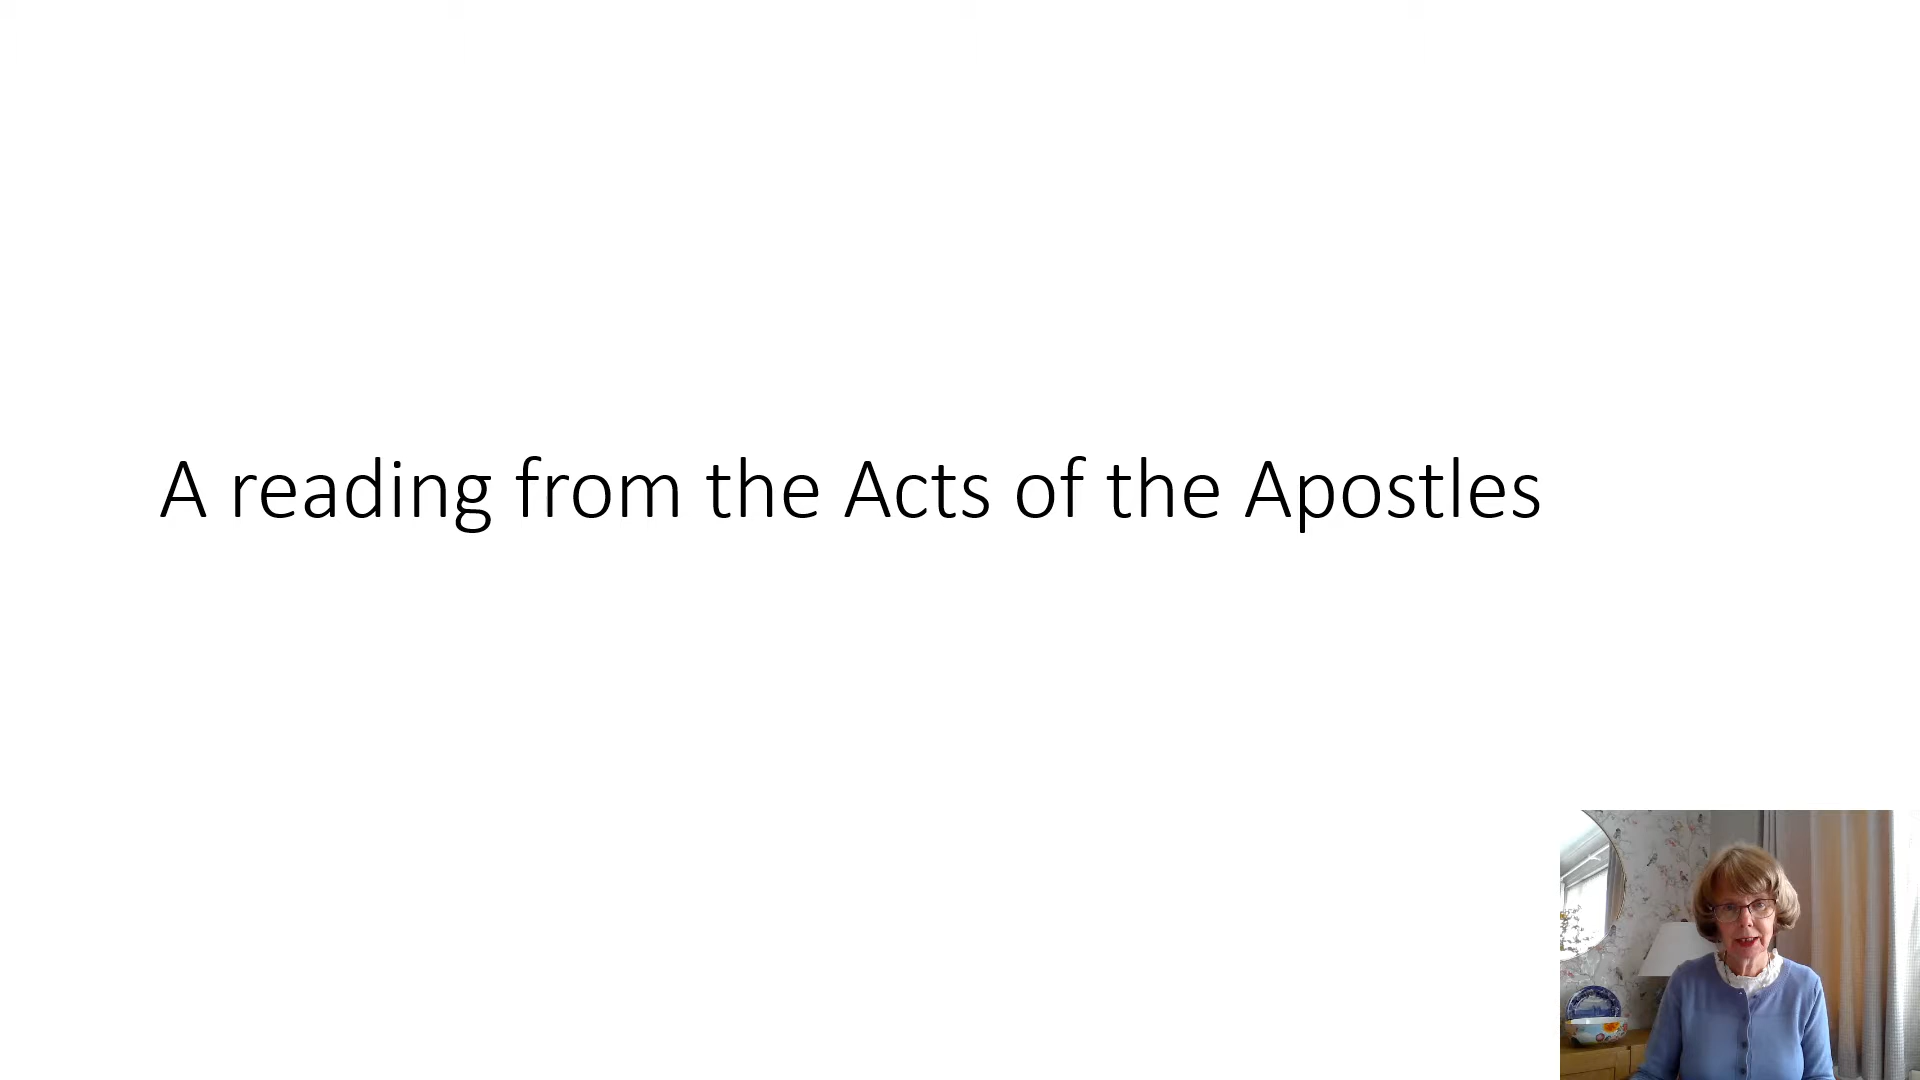 A reading from the Acts of the Apostles